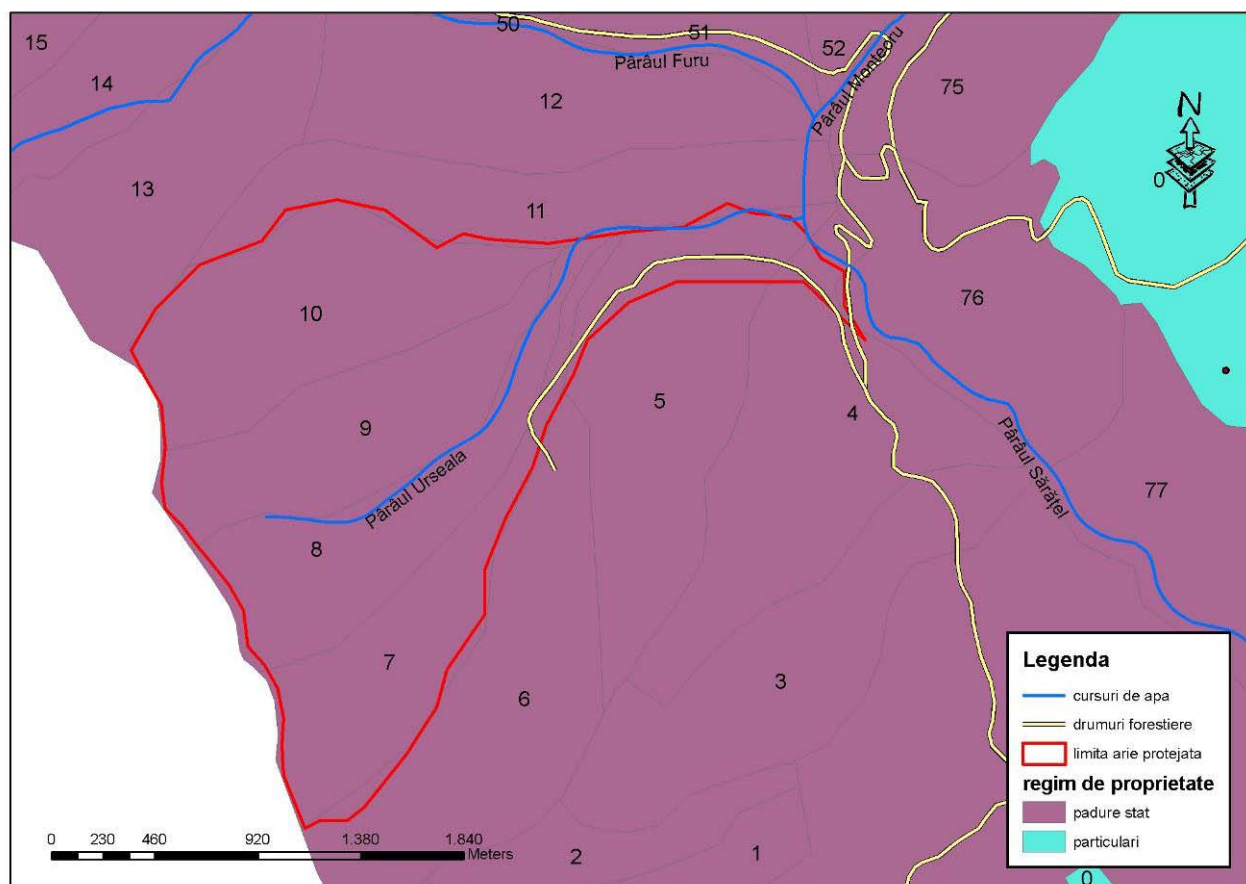 50
51
52
15
14
Pârâul Furu
Pârâul Monteoru
75
12
N
0
13
11
10
76
5
4
9
Pârâul Urseala
Pârâul Sărățel
77
8
7
6
3
2
1
0
Legenda
cursuri de apa
drumuri forestiere
limita arie protejata
regim de proprietate
padure stat
particulari
0 230 460 920 1.380 1.840
Meters